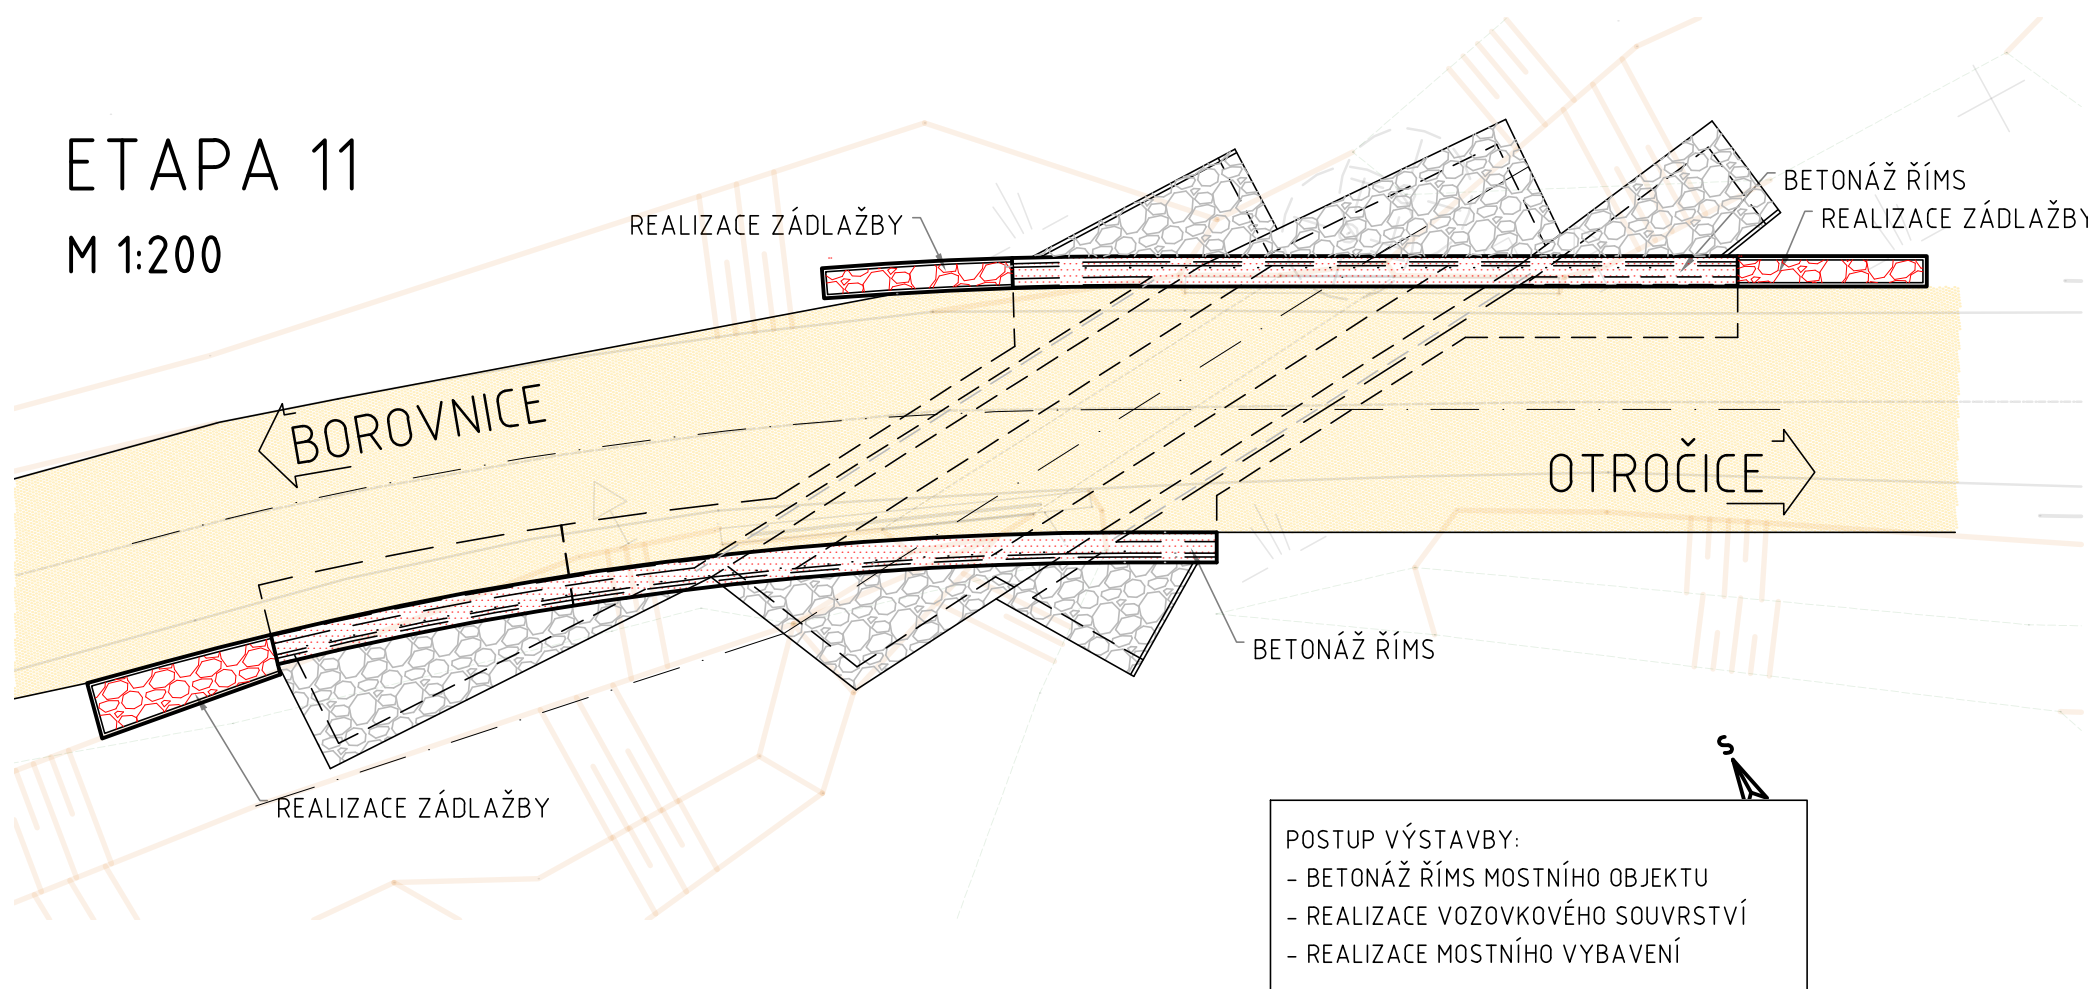 ETAPA 11
M 1:200
REALIZACE ZÁDLAŽBY
BETONÁŽ ŘÍMS
REALIZACE ZÁDLAŽBY
BOROVNICE
OTROČICE
BETONÁŽ ŘÍMS
REALIZACE ZÁDLAŽBY
S
POSTUP VÝSTAVBY:
- BETONÁŽ ŘÍMS MOSTNÍHO OBJEKTU
- REALIZACE VOZOVKOVÉHO SOUVRSTVÍ
- REALIZACE MOSTNÍHO VYBAVENÍ